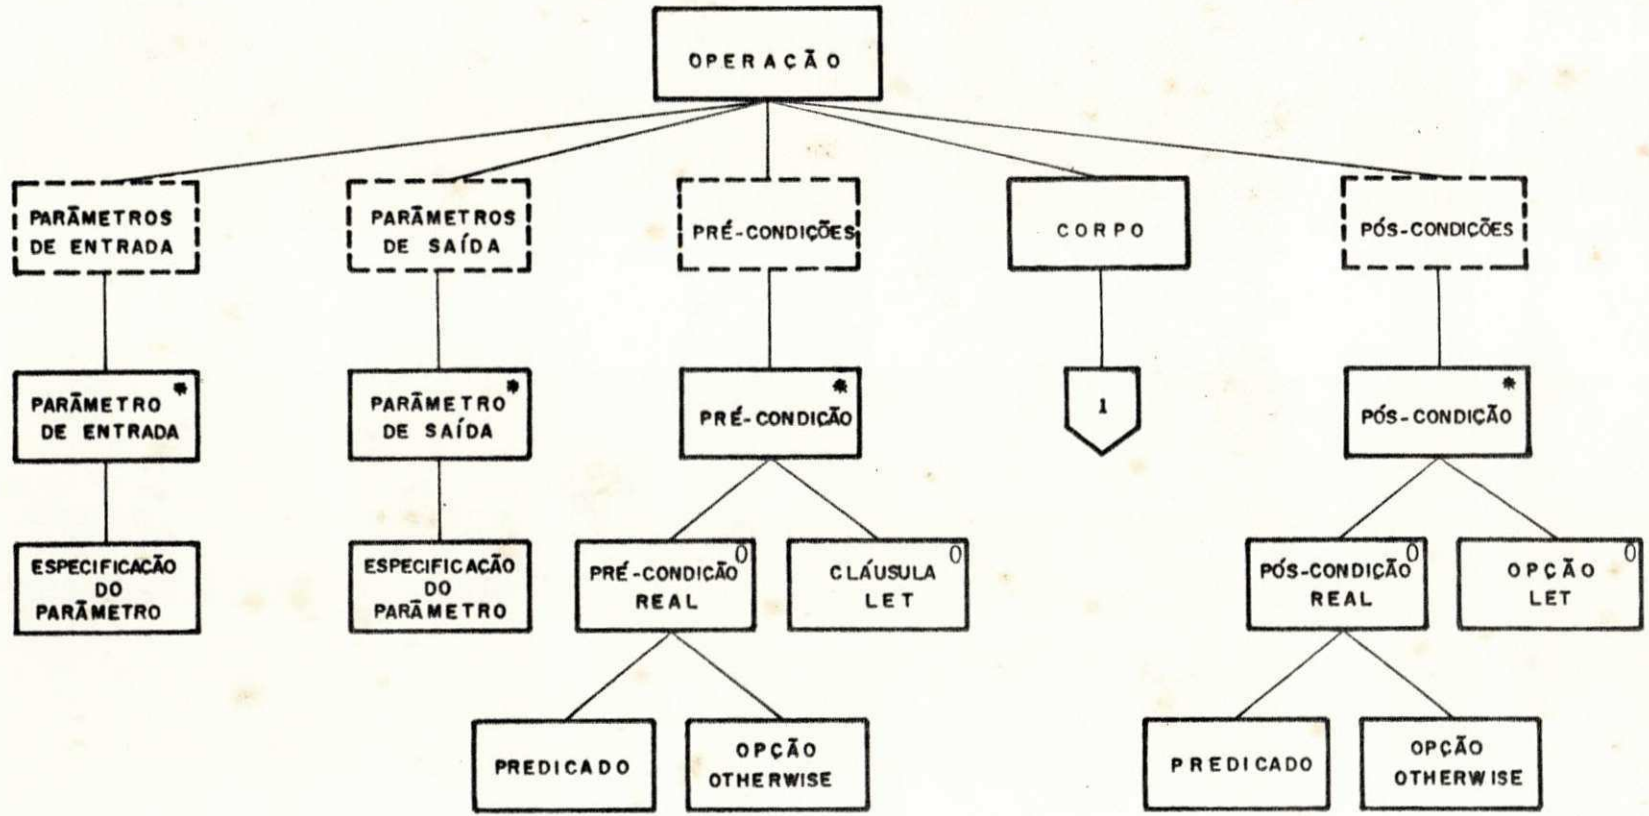 OPERAÇÃO
PARÂMETROS
DE ENTRADA
PARÂMETROS
DE SAÍDA
PRÉ-CONDIÇÕES
CORPO
PÓS-CONDIÇÕES
PARÂMETRO *
DE ENTRADA
PARÂMETRO *
DE SAÍDA
*
PRÉ-CONDIÇÃO
1
*
PÓS-CONDIÇÃO
ESPECIFICAÇÃO
DO
PARÂMETRO
ESPECIFICAÇÃO
DO
PARÂMETRO
PRÉ-CONDIÇÃO O
REAL
CLÁUSULA O
LET
PÓS-CONDIÇÃO O
REAL
OPÇÃO O
LET
PREDICADO
OPÇÃO
OTHERWISE
PREDICADO
OPÇÃO
OTHERWISE